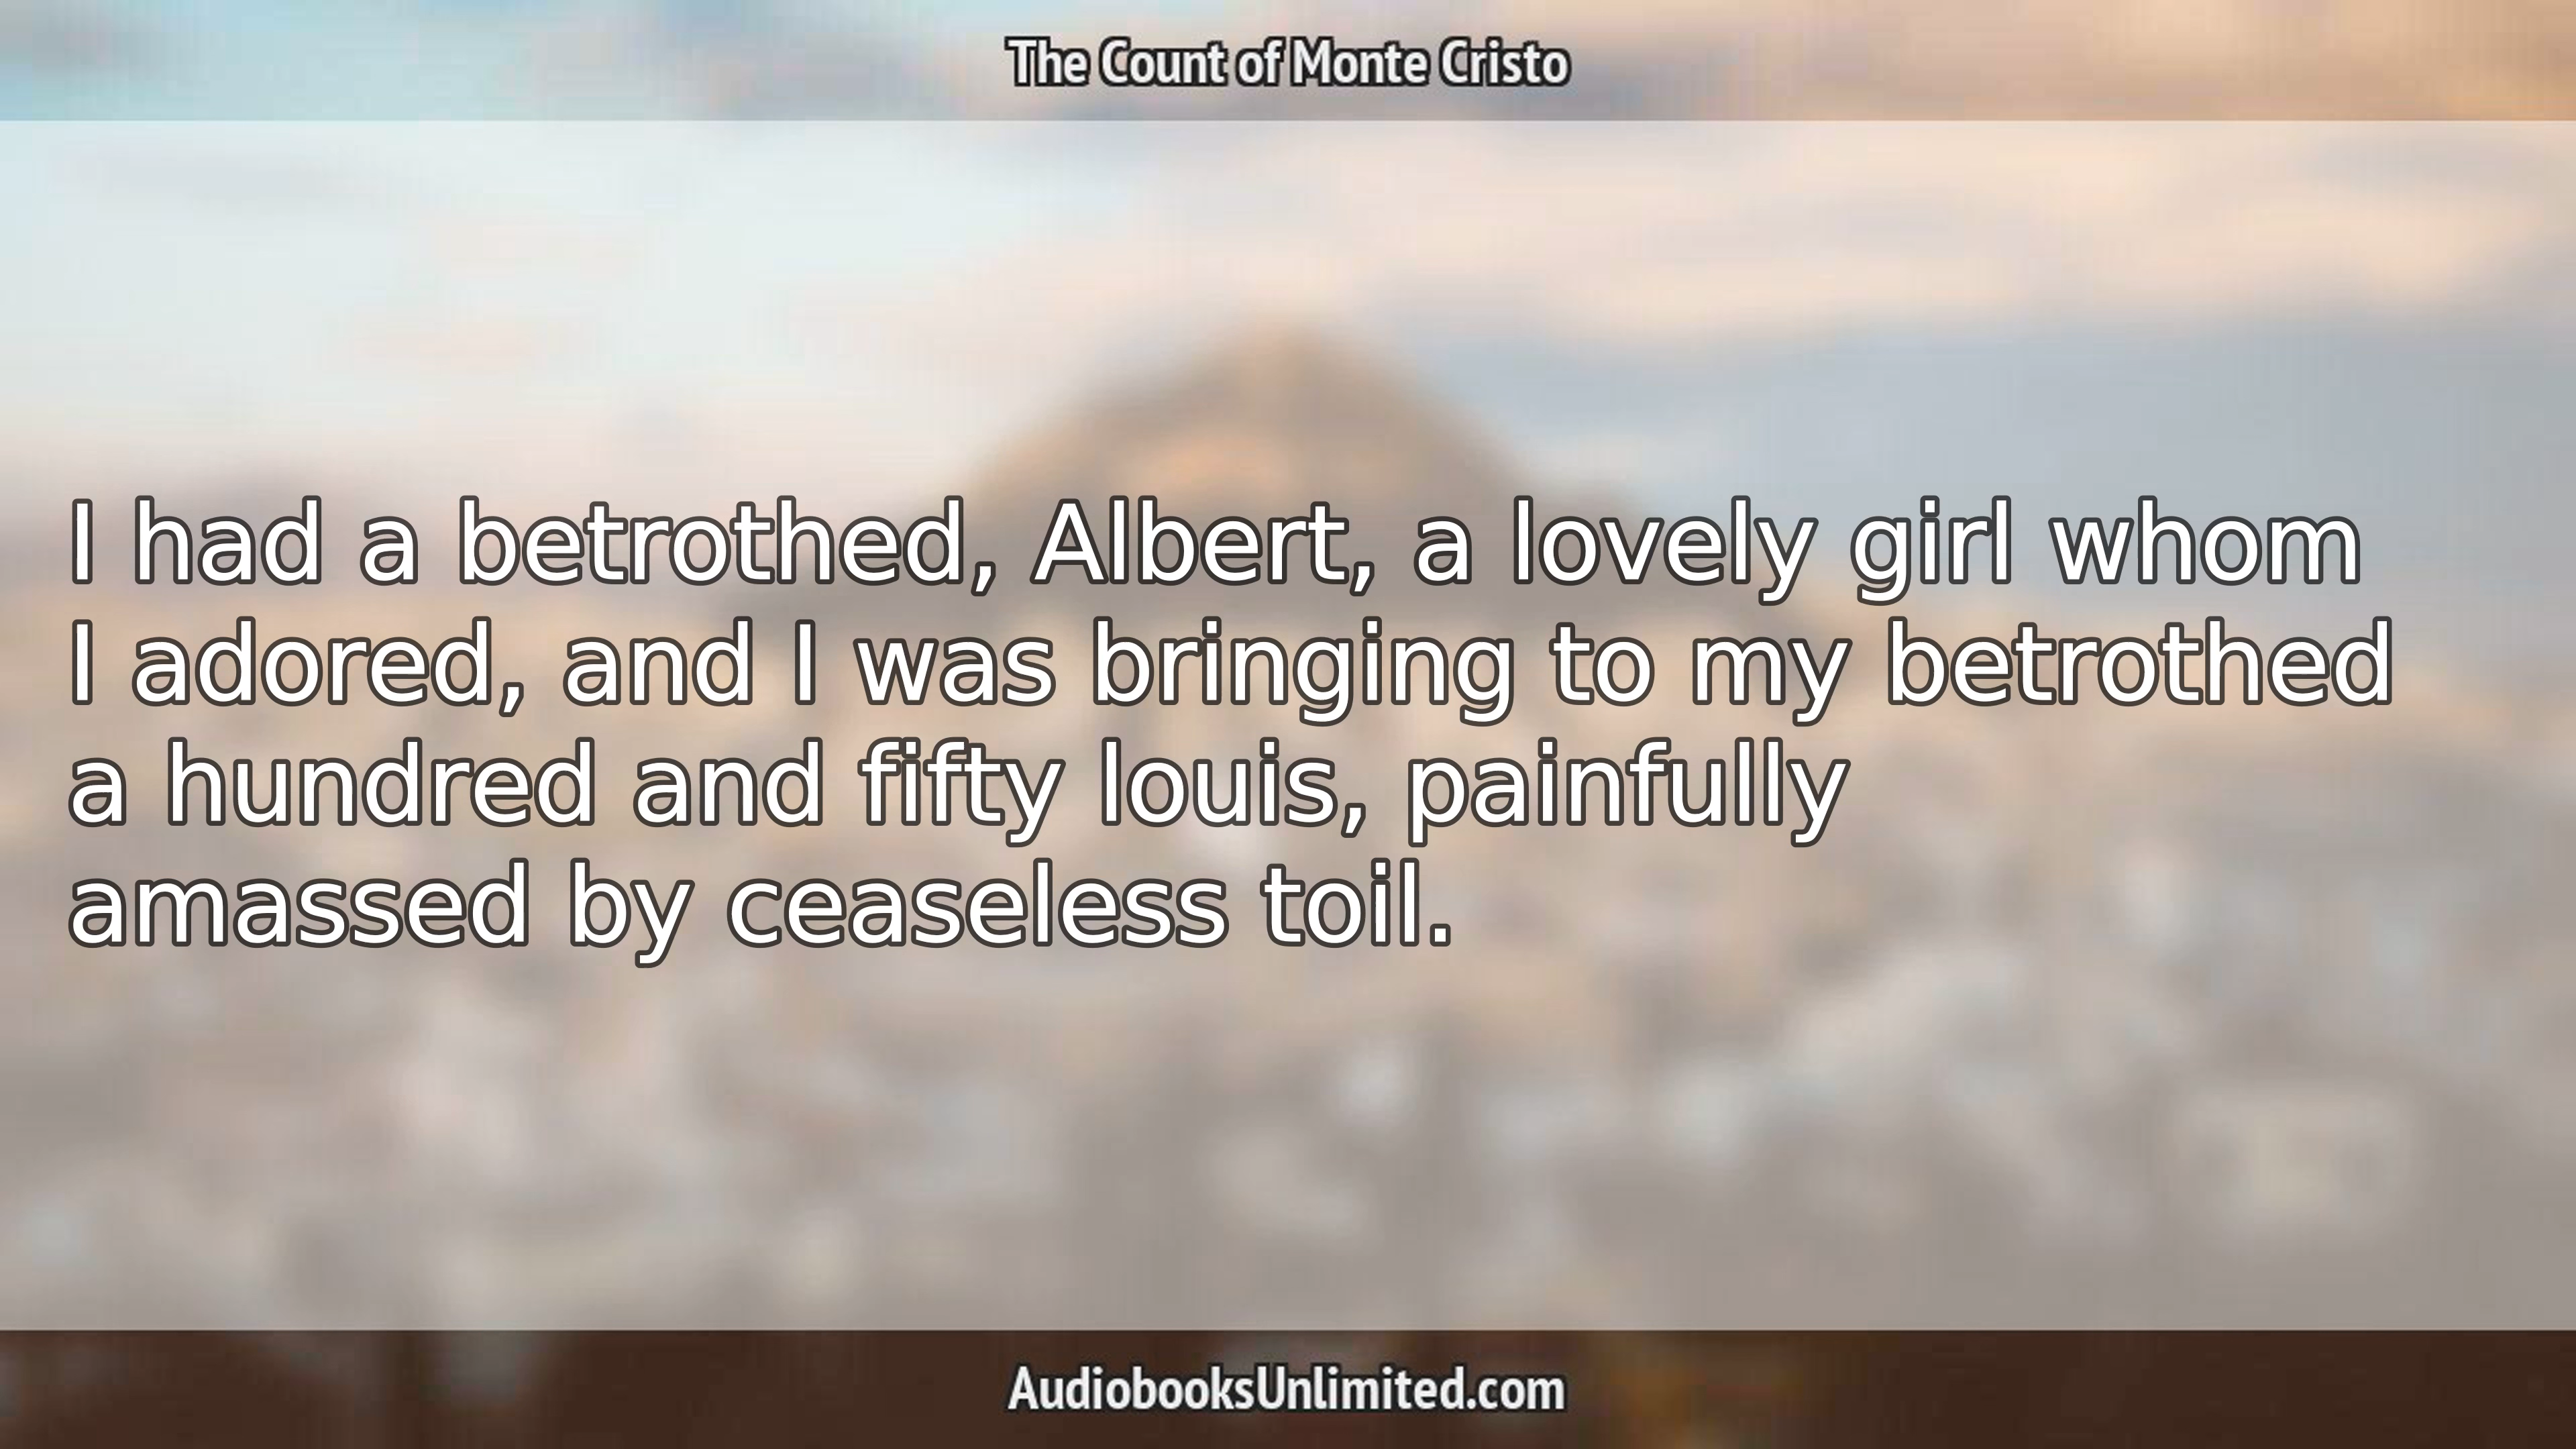 The Count of Monte Cristo
I had a betrothed, Albert, a lovely girl whom
I adored, and I was bringing to my betrothed
a hundred and fifty louis, painfully
amassed by ceaseless toil.
AudiobooksUnlimited.com